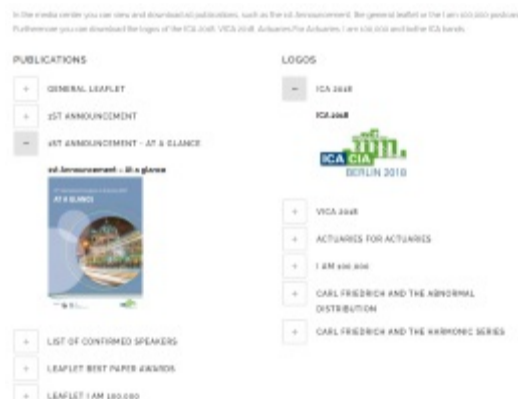 In the media center you can view and download all publications, such as the 1st Announcement, the general leaflet or the I am 100.000 postcard
Furthermore you can download the logos of the ICA 2018, VICA 2018, Actuaries For Actuaries, I am 100.000 and the ICA bands.
PUBLICATIONS
+ GENERAL LEAFLET
+ 1ST ANNOUNCEMENT
- 1ST ANNOUNCEMENT - AT A GLANCE
1st Announcement – At a glance
AT A GLANCE
+ LIST OF CONFIRMED SPEAKERS
+ LEAFLET BEST PAPER AWARDS
+ LEAFLET I AM 100.000
LOGOS
- ICA 2018
ICA 2018
ICA CIA
BERLIN 2018
+ VICA 2018
+ ACTUARIES FOR ACTUARIES
+ I AM 100.000
+ CARL FRIEDRICH AND THE ABNORMAL
DISTRIBUTION
+ CARL FRIEDRICH AND THE HARMONIC SERIES